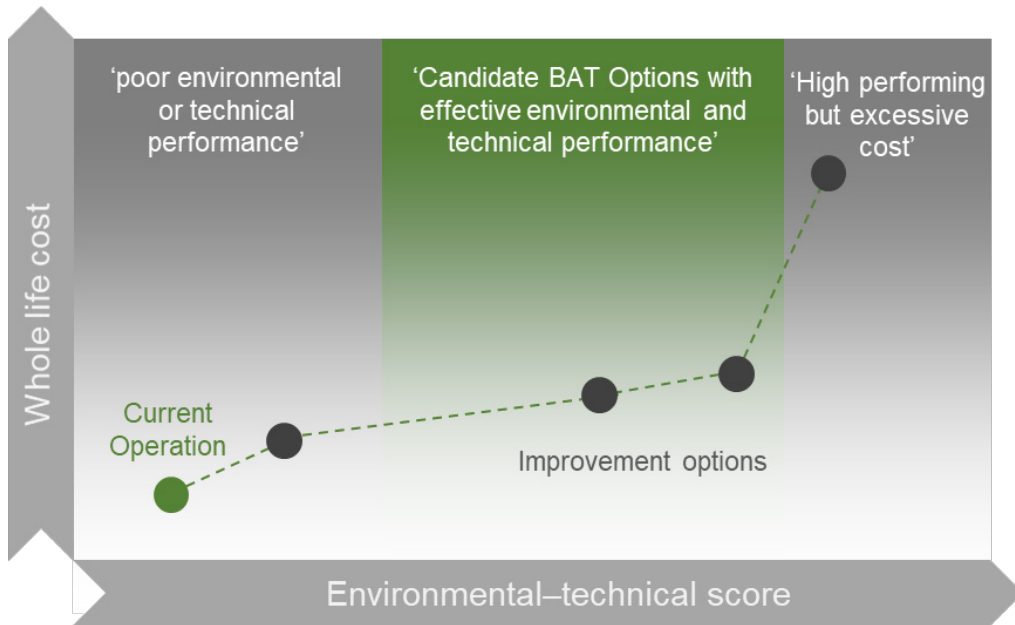 ‘poor environmental
or technical
performance’
‘Candidate BAT Options with
effective environmental and
technical performance’
‘High performing
but excessive
cost’
Whole life cost
Current
Operation
Improvement options
Environmental–technical score